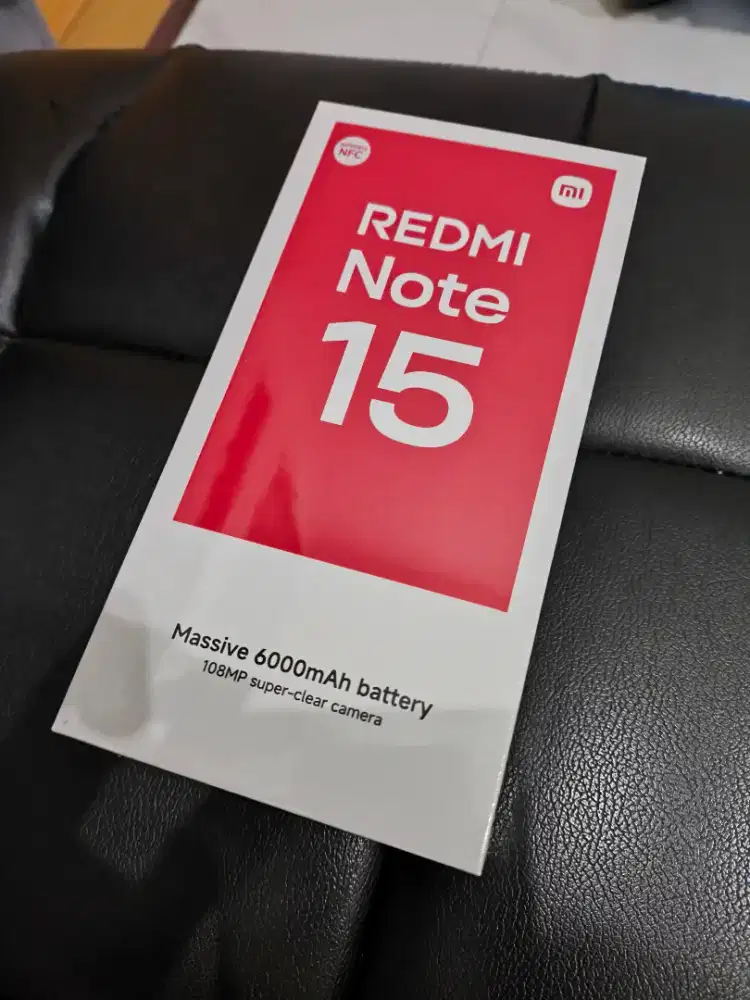 NFC
mi
REDMI
Note
15
Massive 6000mAh battery
108MP super-clear camera